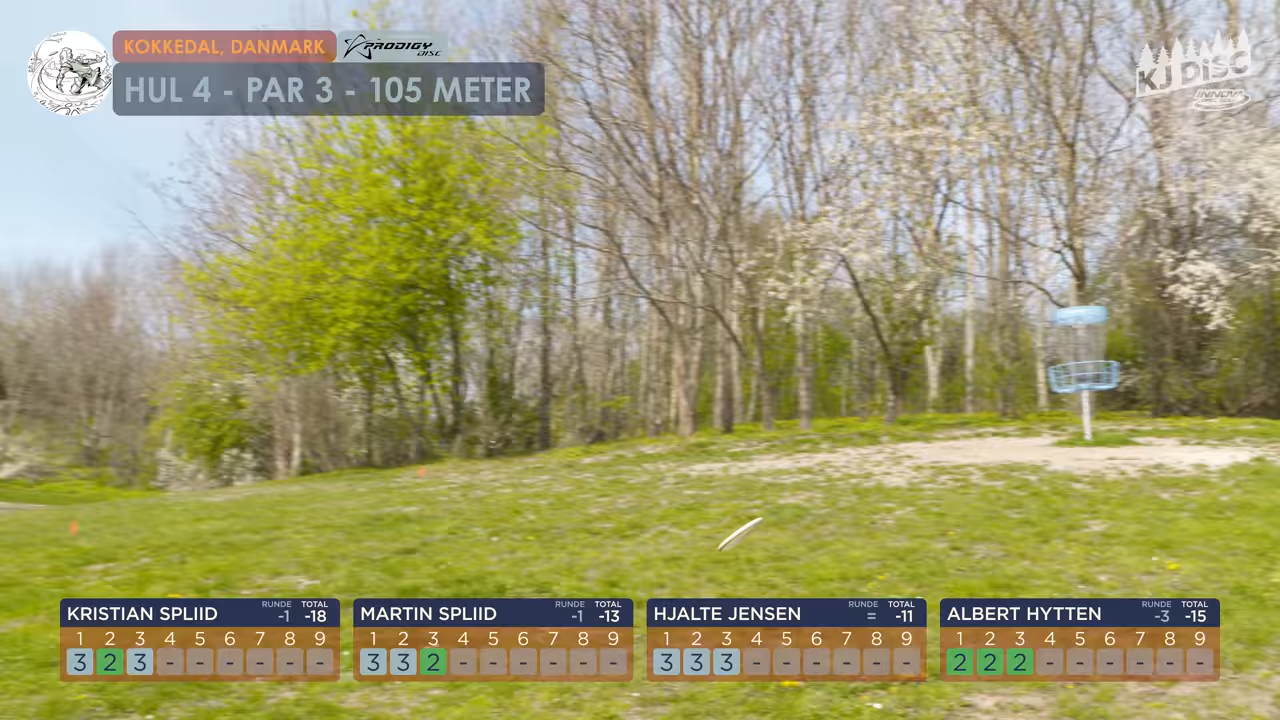 KOKKEDAL, DANMARK PRODIGY DISC
HUL 4 - PAR 3 - 105 METER
KJ DISC
INNOVA
KRISTIAN SPLIID RUNDE -1 TOTAL -18
1 2 3 4 5 6 7 8 9
3 2 3 - - - - - -
MARTIN SPLIID RUNDE -1 TOTAL -13
1 2 3 4 5 6 7 8 9
3 3 2 - - - - - -
HJALTE JENSEN RUNDE = TOTAL -11
1 2 3 4 5 6 7 8 9
3 3 3 - - - - - -
ALBERT HYTTEN RUNDE -3 TOTAL -15
1 2 3 4 5 6 7 8 9
2 2 2 - - - - - -